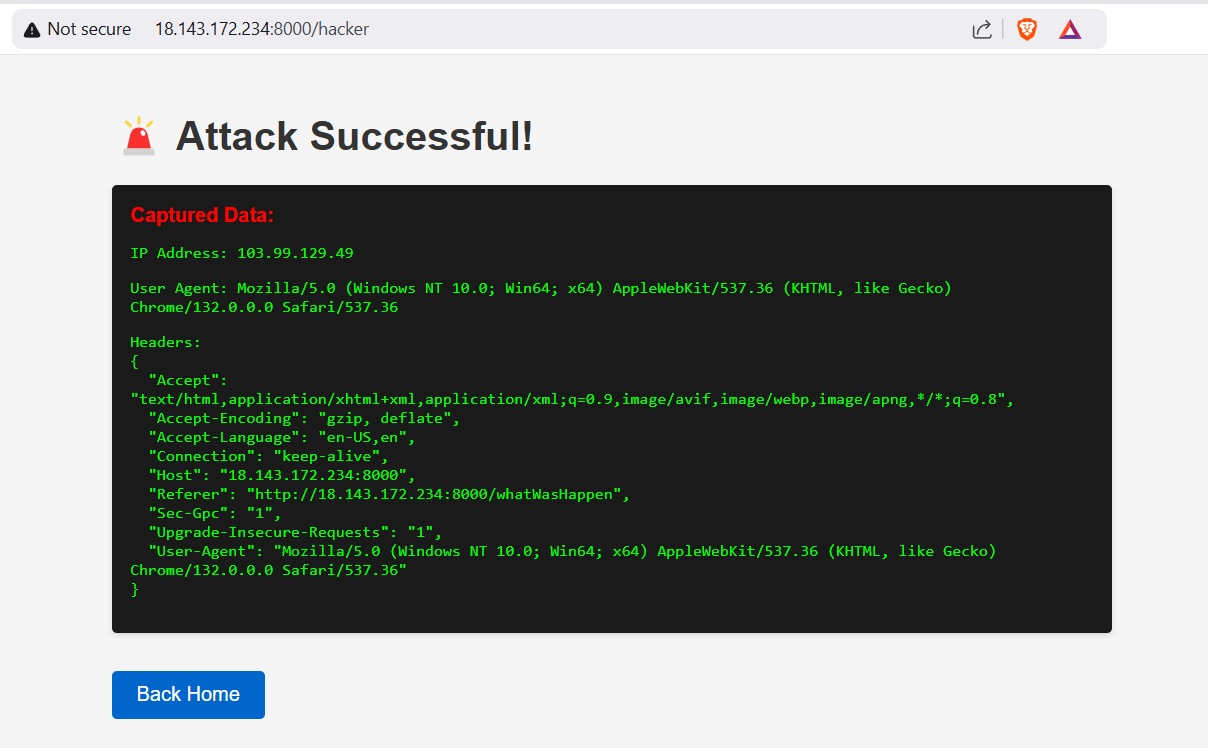 Not secure 18.143.172.234:8000/hacker
Attack Successful!
Captured Data:
IP Address: 103.99.129.49
User Agent: Mozilla/5.0 (Windows NT 10.0; Win64; x64) AppleWebKit/537.36 (KHTML, like Gecko)
Chrome/132.0.0.0 Safari/537.36
Headers:
{
  "Accept":
"text/html,application/xhtml+xml,application/xml;q=0.9,image/avif,image/webp,image/apng,*/*;q=0.8",
  "Accept-Encoding": "gzip, deflate",
  "Accept-Language": "en-US,en",
  "Connection": "keep-alive",
  "Host": "18.143.172.234:8000",
  "Referer": "http://18.143.172.234:8000/whatWasHappen",
  "Sec-Gpc": "1",
  "Upgrade-Insecure-Requests": "1",
  "User-Agent": "Mozilla/5.0 (Windows NT 10.0; Win64; x64) AppleWebKit/537.36 (KHTML, like Gecko)
Chrome/132.0.0.0 Safari/537.36"
}
Back Home